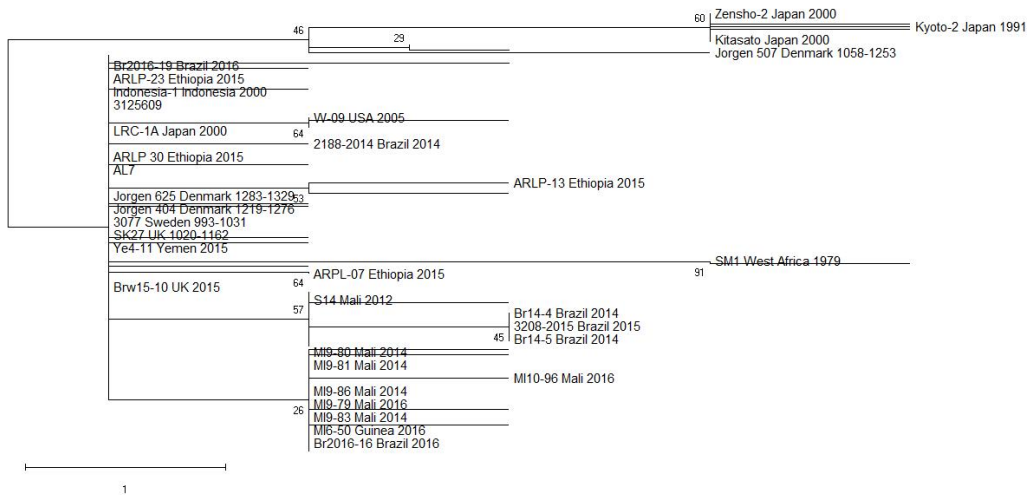 60
Zensho-2 Japan 2000
Kyoto-2 Japan 1991
46
29
Kitasato Japan 2000
Jorgen 507 Denmark 1058-1253
Br2016-19 Brazil 2016
ARLP-23 Ethiopia 2015
Indonesia-1 Indonesia 2000
3125609
W-09 USA 2005
LRC-1A Japan 2000
64
2188-2014 Brazil 2014
ARLP 30 Ethiopia 2015
AL7
ARLP-13 Ethiopia 2015
Jorgen 625 Denmark 1283-1329
53
Jorgen 404 Denmark 1219-1276
3077 Sweden 993-1031
SK27 UK 1020-1162
Ye4-11 Yemen 2015
SM1 West Africa 1979
91
ARPL-07 Ethiopia 2015
64
Brw15-10 UK 2015
S14 Mali 2012
57
Br14-4 Brazil 2014
3208-2015 Brazil 2015
45
Br14-5 Brazil 2014
Ml9-80 Mali 2014
Ml9-81 Mali 2014
Ml10-96 Mali 2016
Ml9-86 Mali 2014
Ml9-79 Mali 2016
26
Ml9-83 Mali 2014
Ml6-50 Guinea 2016
Br2016-16 Brazil 2016
1